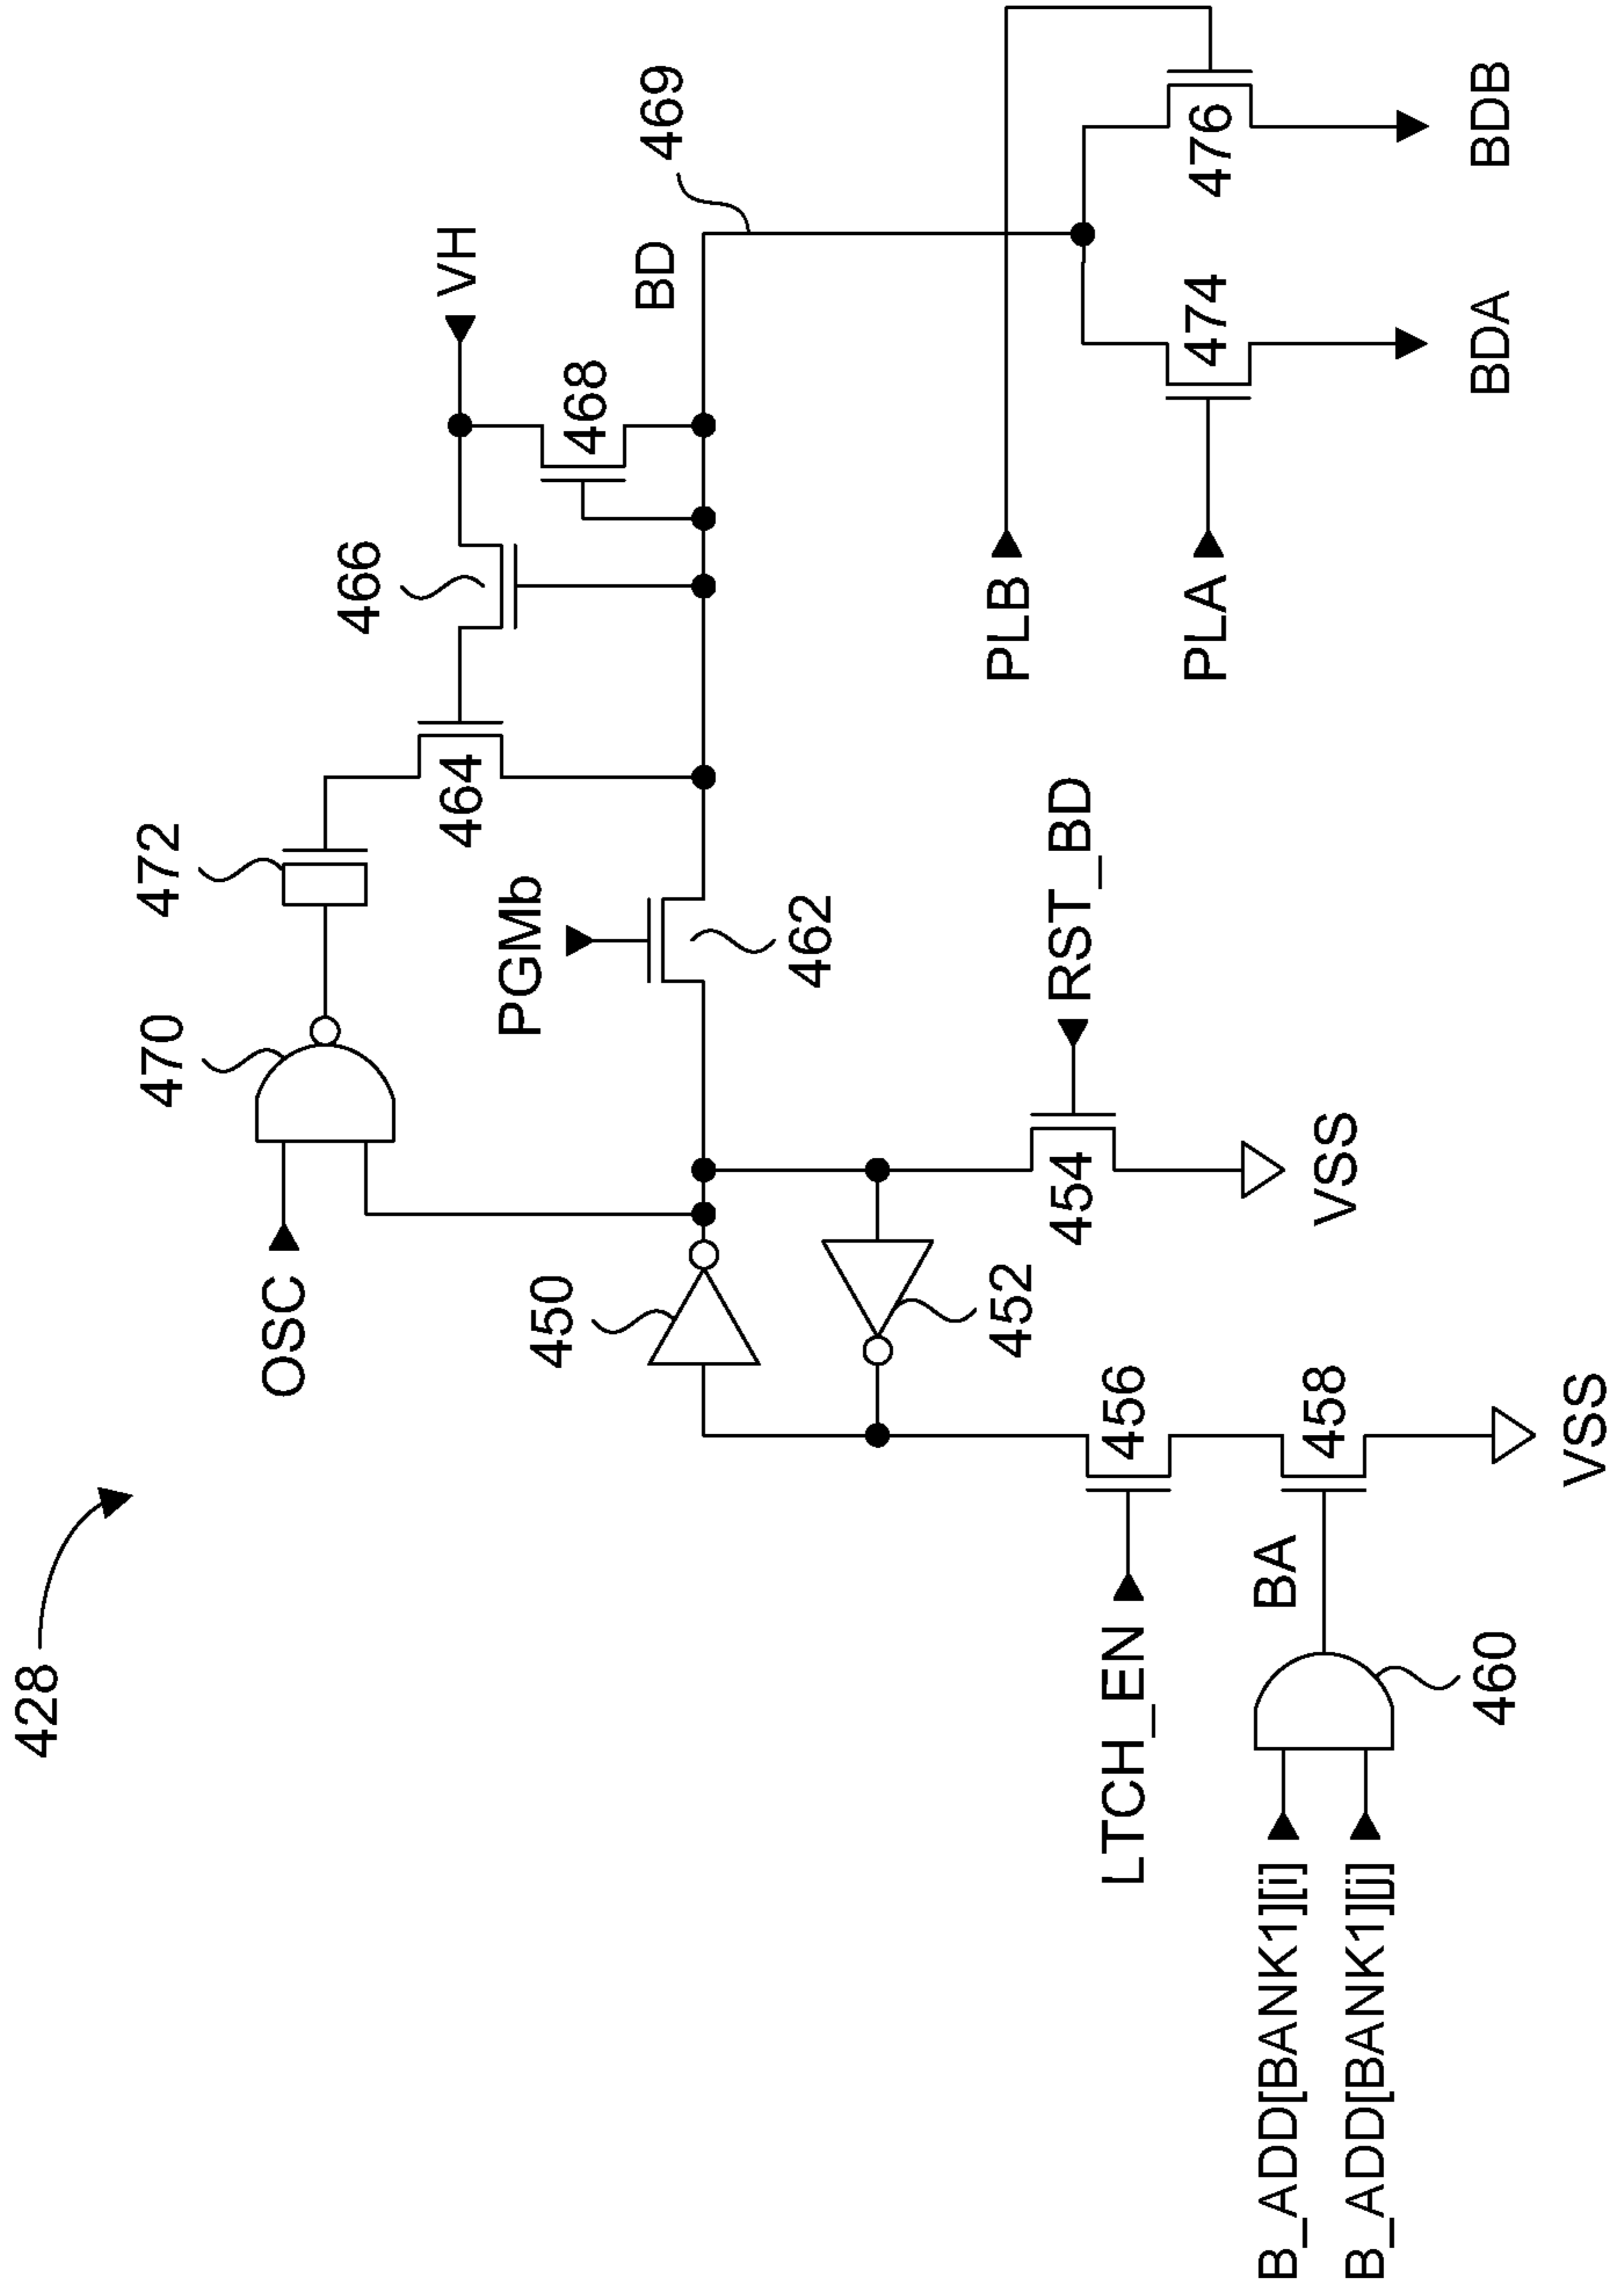 428
OSC
470
472
464
466
VH
468
BD
469
PGMb
462
450
452
454
RST_BD
VSS
LTCH_EN
456
458
VSS
BA
B_ADD[BANK1][i]
B_ADD[BANK1][j]
460
PLB
PLA
474
476
BDA
BDB